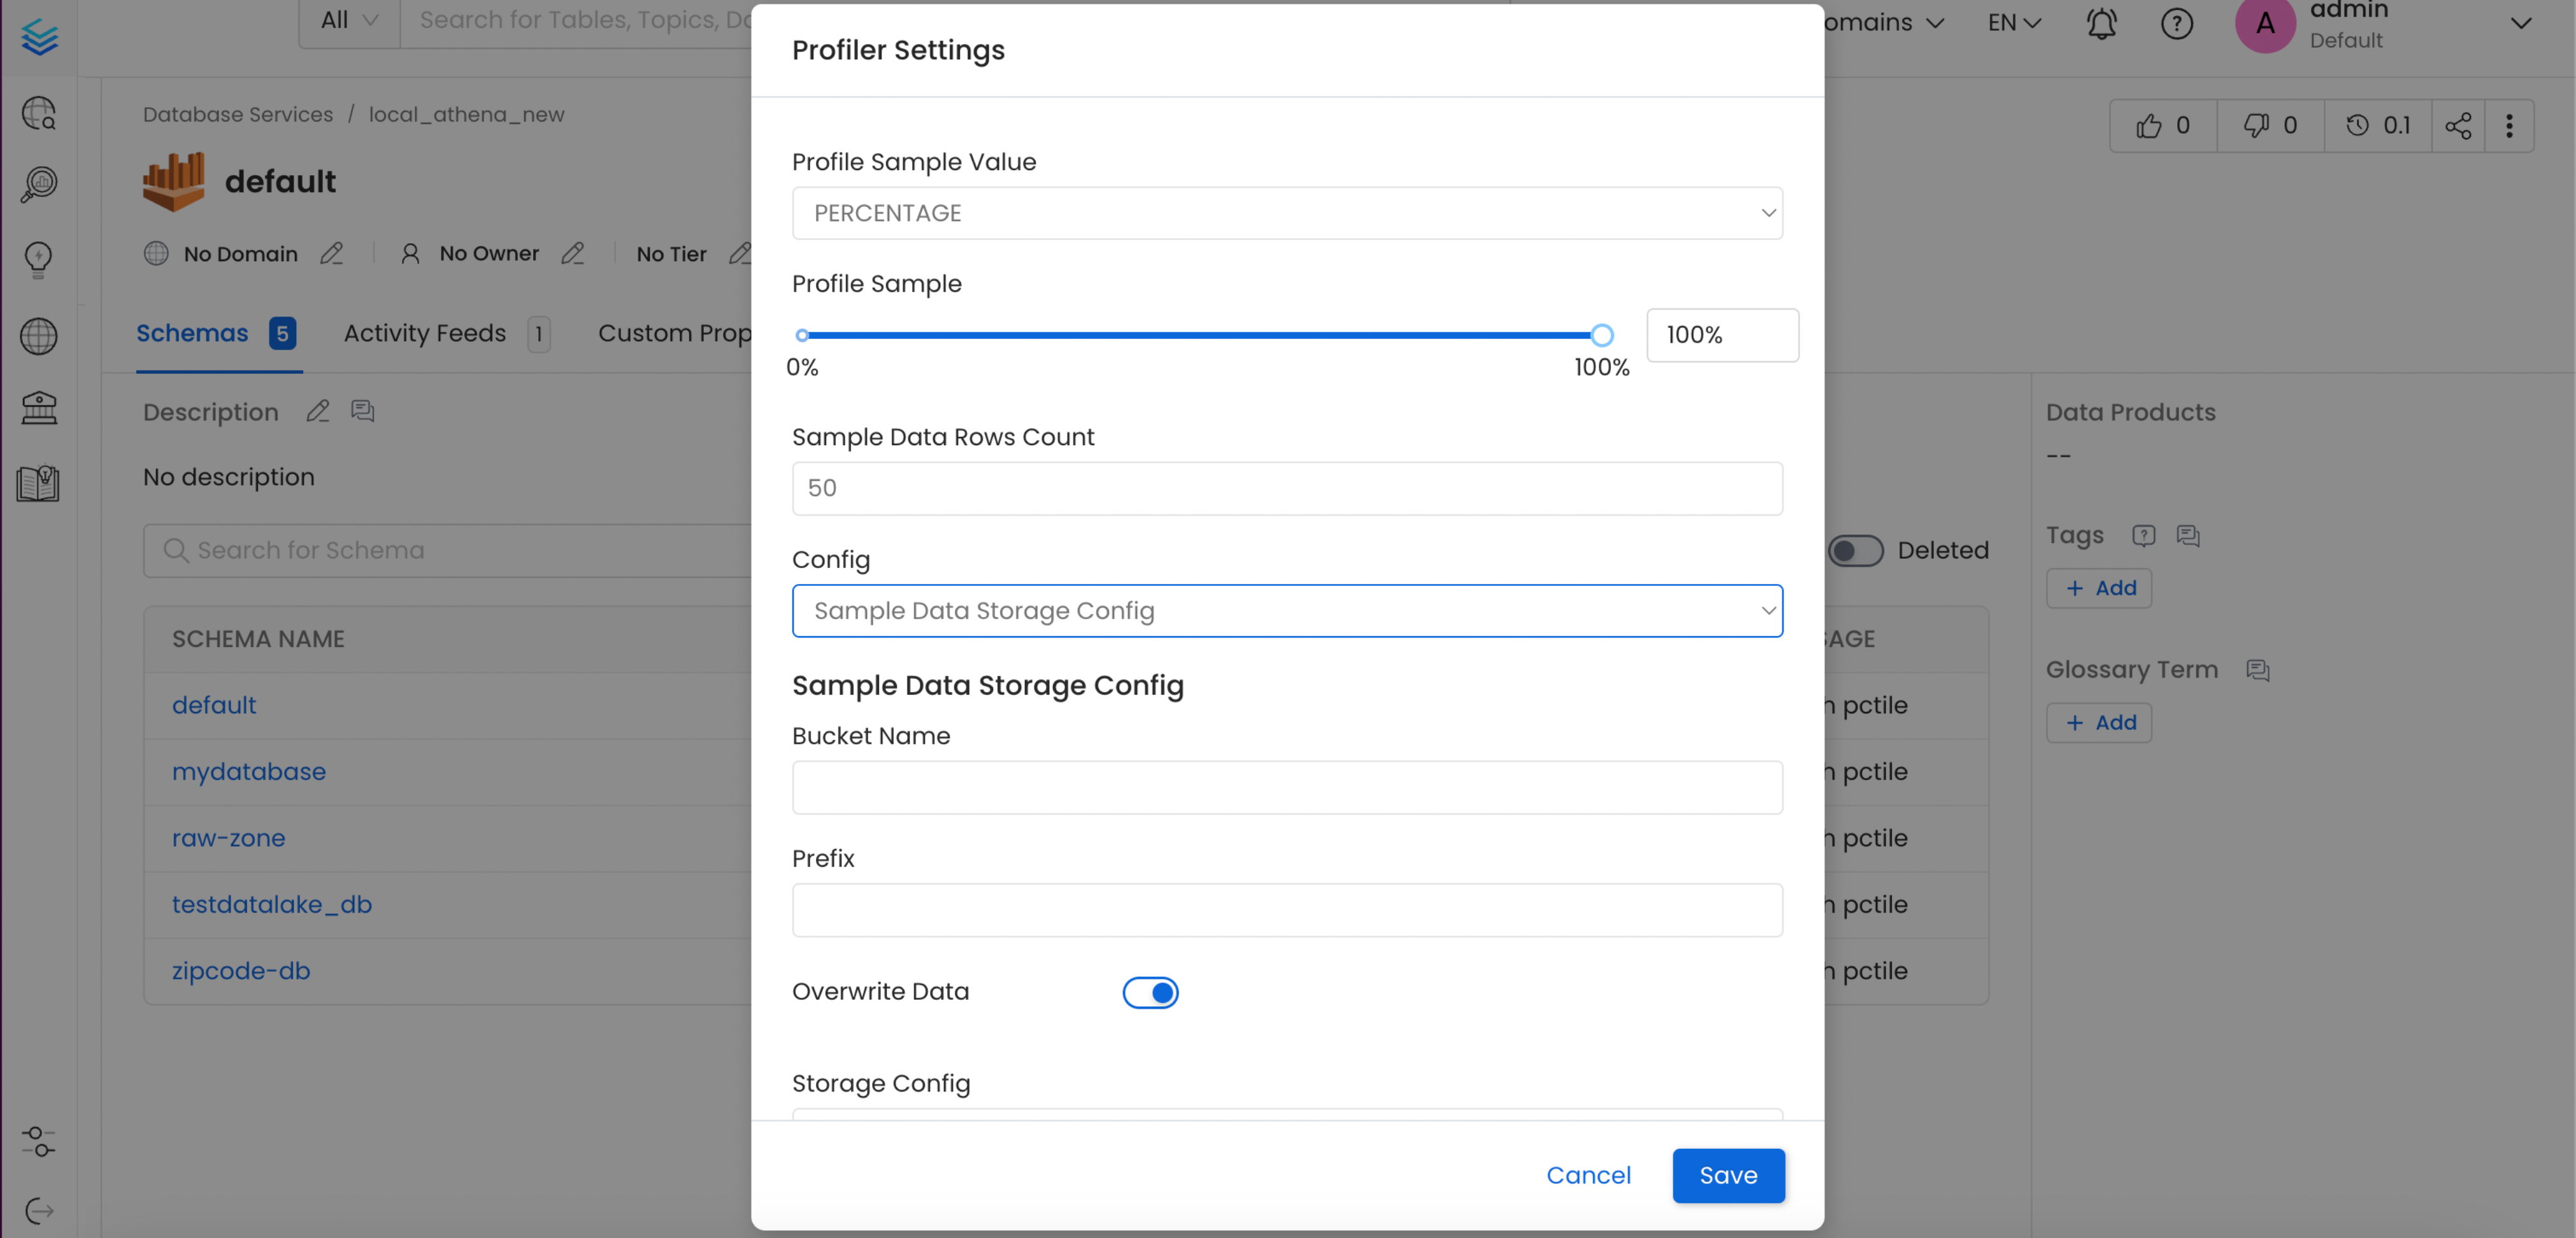 All
Search for Tables, Topics, Da
omains
EN
A
admin
Default
Database Services / local_athena_new
default
No Domain
No Owner
No Tier
0
0
0.1
Schemas 5
Activity Feeds 1
Custom Prop
Description
No description
Search for Schema
Deleted
SCHEMA NAME
AGE
default
h pctile
mydatabase
h pctile
raw-zone
h pctile
testdatalake_db
h pctile
zipcode-db
h pctile
Data Products
--
Tags
+ Add
Glossary Term
+ Add
Profiler Settings
Profile Sample Value
PERCENTAGE
Profile Sample
100%
0%
100%
Sample Data Rows Count
50
Config
Sample Data Storage Config
Sample Data Storage Config
Bucket Name
Prefix
Overwrite Data
Storage Config
Cancel
Save